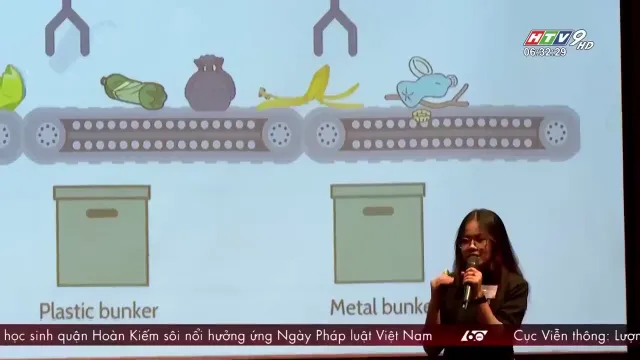 HTV9 HD
06:32:29
Plastic bunker
Metal bunke
học sinh quận Hoàn Kiếm sôi nổi hưởng ứng Ngày Pháp luật Việt Nam 60 Cục Viễn thông: Lượ